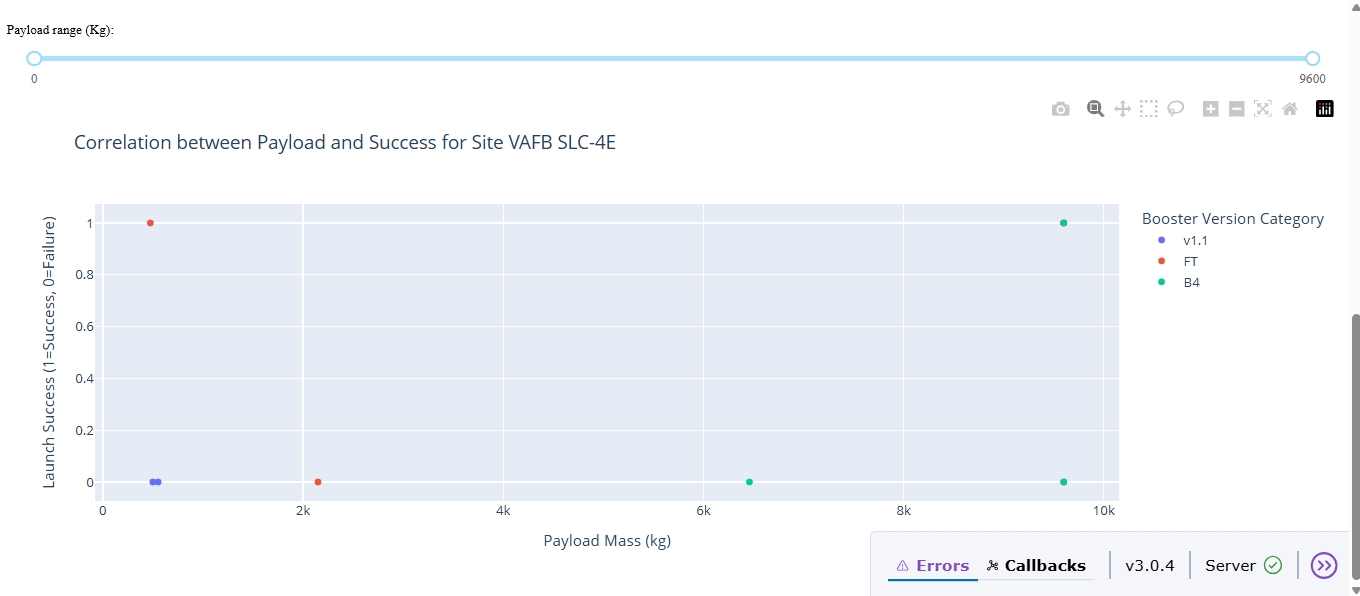 Payload range (Kg):
0 9600
Correlation between Payload and Success for Site VAFB SLC-4E
Launch Success (1=Success, 0=Failure)
1
0.8
0.6
0.4
0.2
0
0 2k 4k 6k 8k 10k
Payload Mass (kg)
Booster Version Category
v1.1
FT
B4
Errors Callbacks v3.0.4 Server